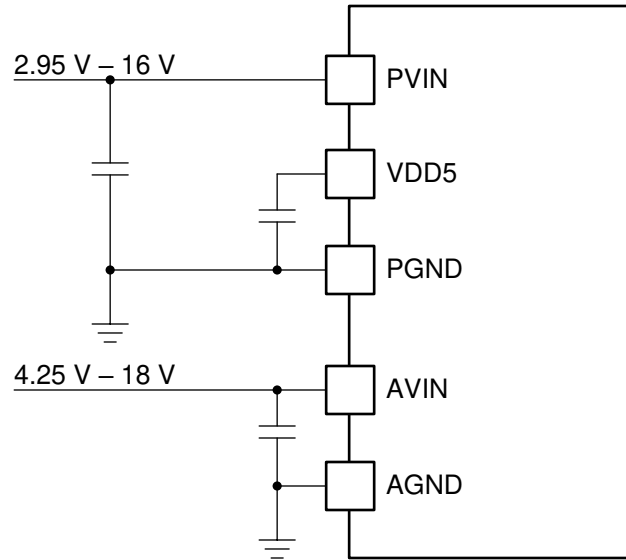 2.95 V – 16 V
PVIN
VDD5
PGND
4.25 V – 18 V
AVIN
AGND